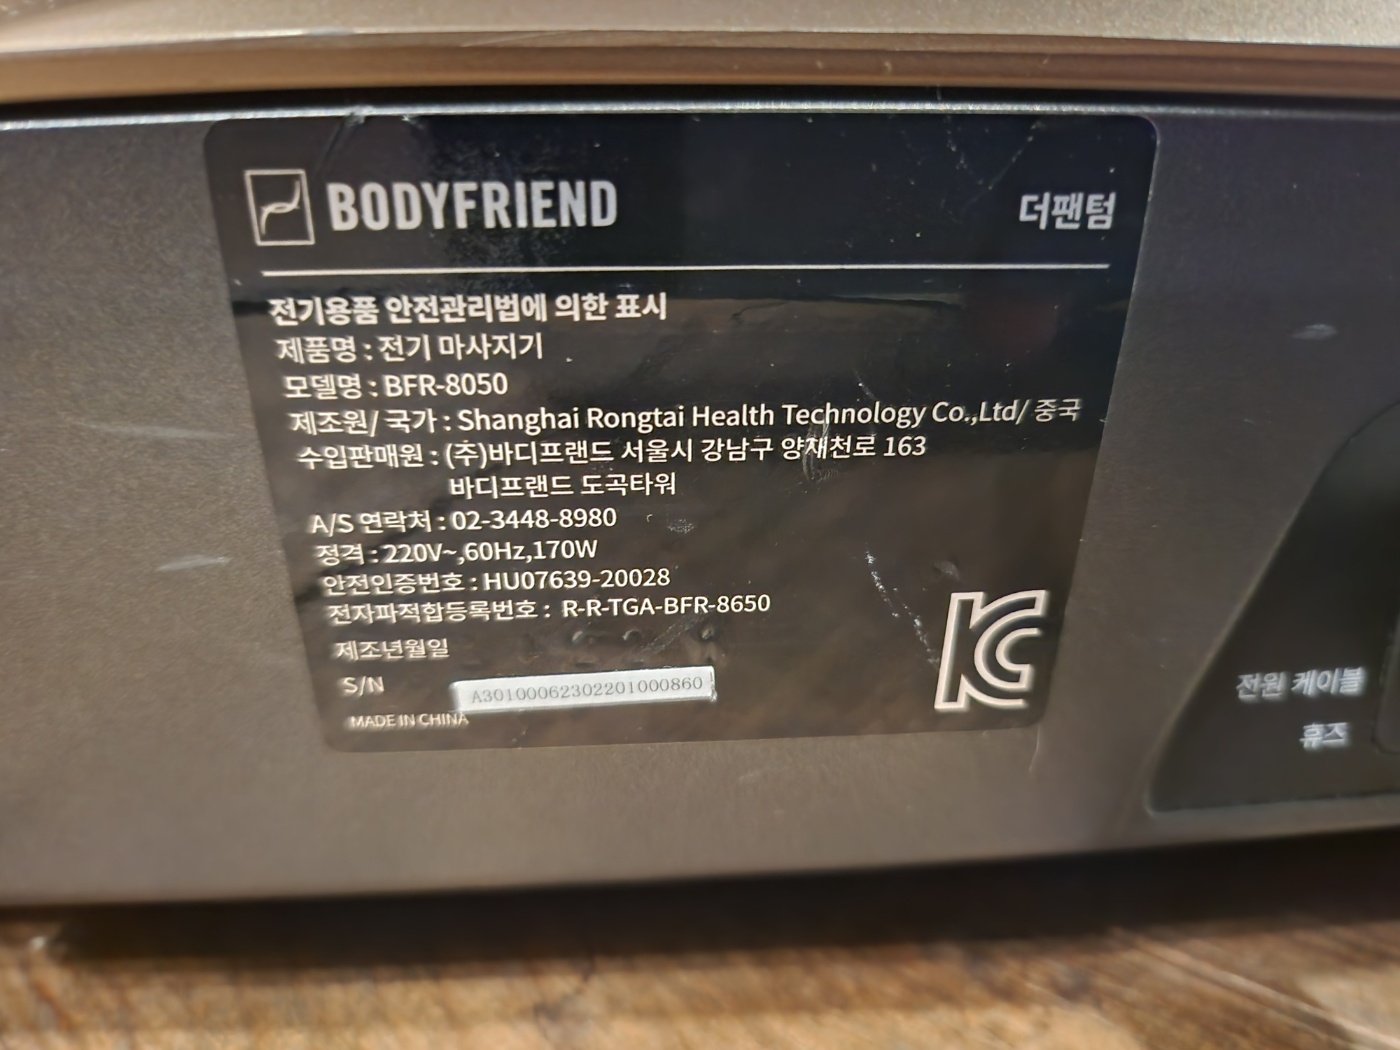 BODYFRIEND
더팬텀
전기용품 안전관리법에 의한 표시
제품명 : 전기 마사지기
모델명 : BFR-8050
제조원/ 국가 : Shanghai Rongtai Health Technology Co.,Ltd/ 중국
수입판매원 : (주)바디프랜드 서울시 강남구 양재천로 163
바디프랜드 도곡타워
A/S 연락처 : 02-3448-8980
정격 : 220V~,60Hz,170W
안전인증번호 : HU07639-20028
전자파적합등록번호 : R-R-TGA-BFR-8650
제조년월일
S/N A30100062302201000860
MADE IN CHINA
전원 케이블
휴즈